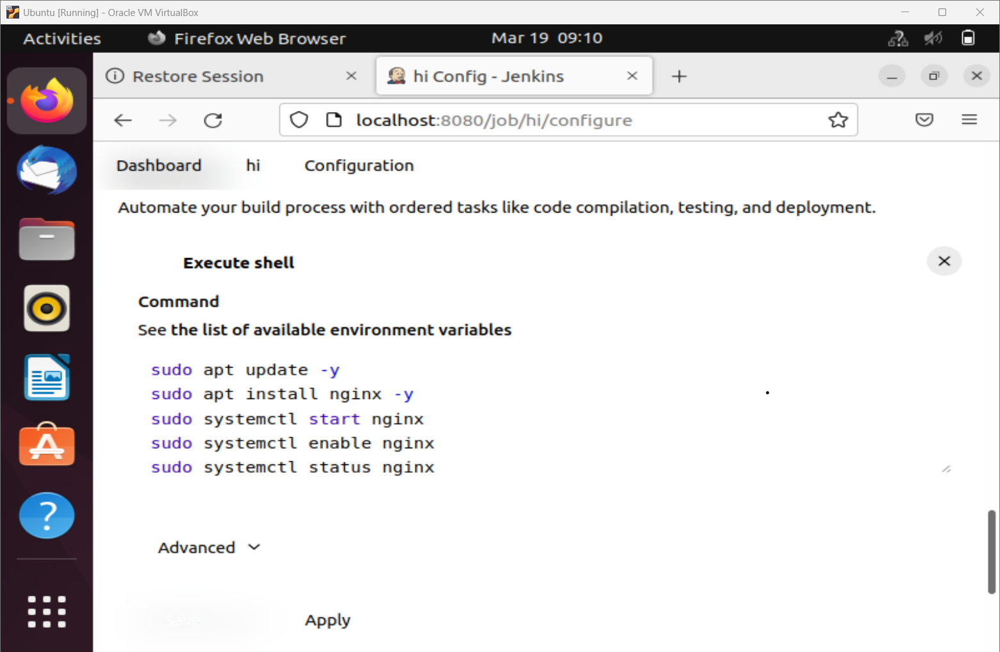 Ubuntu [Running] - Oracle VM VirtualBox
Activities Firefox Web Browser Mar 19 09:10
Restore Session hi Config - Jenkins
localhost:8080/job/hi/configure
Dashboard hi Configuration
Automate your build process with ordered tasks like code compilation, testing, and deployment.
Execute shell
Command
See the list of available environment variables
sudo apt update -y
sudo apt install nginx -y
sudo systemctl start nginx
sudo systemctl enable nginx
sudo systemctl status nginx
Advanced
Save Apply